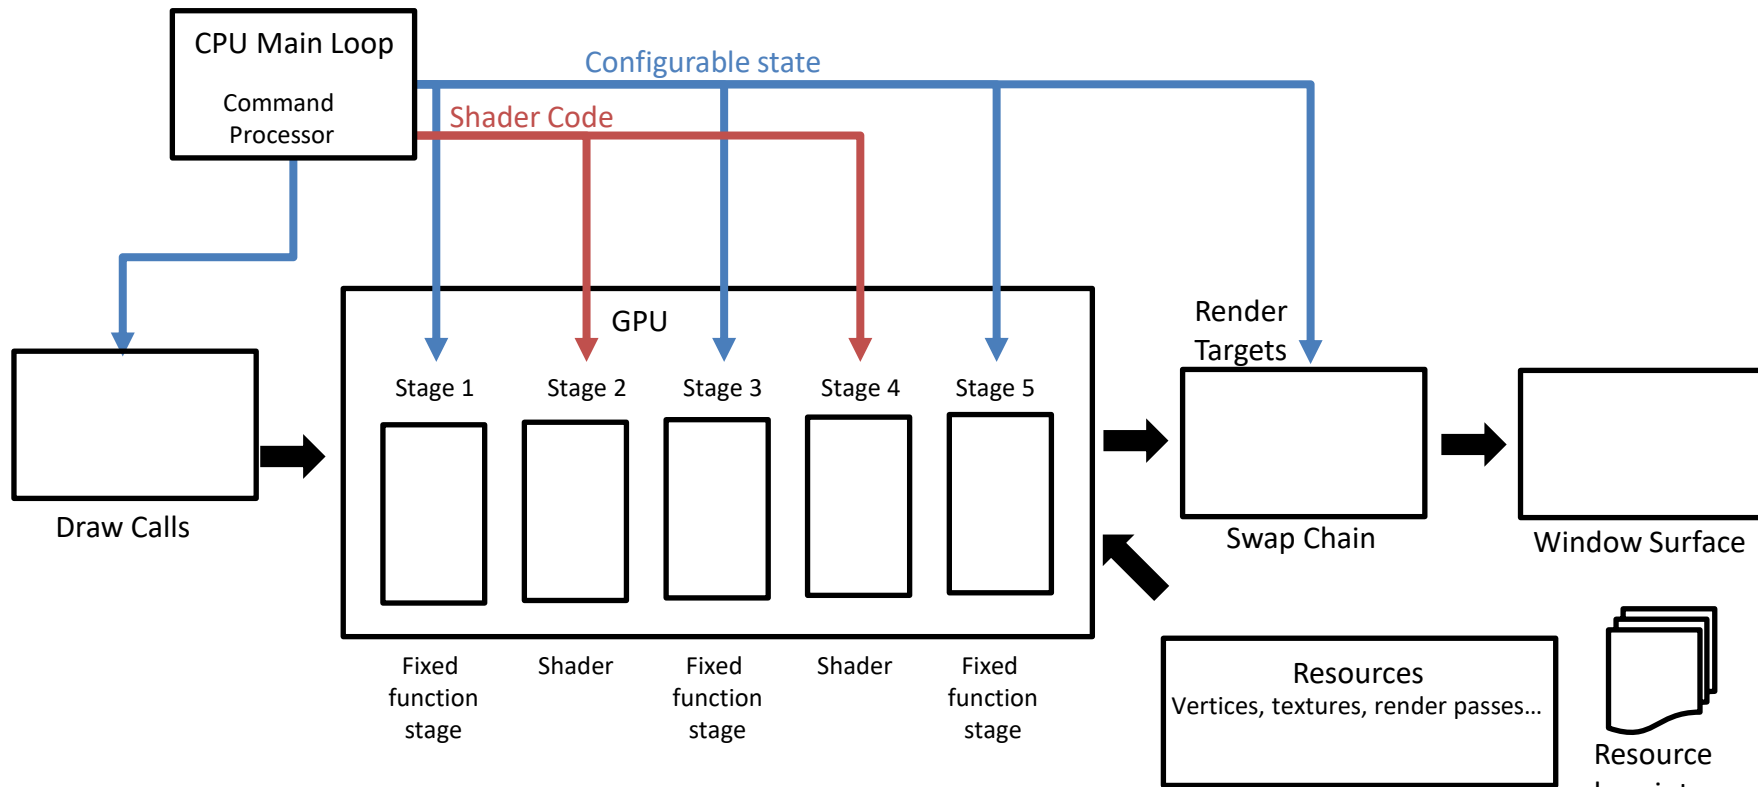 CPU Main Loop
Command
Processor
Configurable state
Shader Code
GPU
Render
Targets
Stage 1
Stage 2
Stage 3
Stage 4
Stage 5
Draw Calls
Swap Chain
Window Surface
Fixed
function
stage
Shader
Fixed
function
stage
Shader
Fixed
function
stage
Resources
Vertices, textures, render passes…
Resource